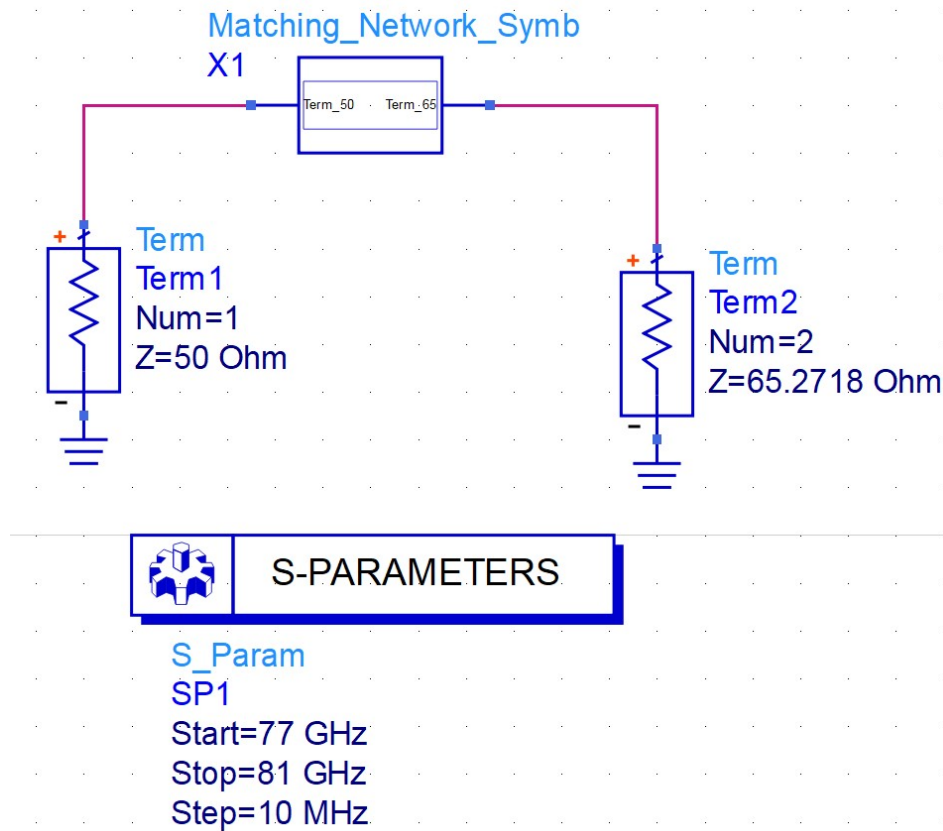 Matching_Network_Symb
X1
Term_50 Term_65
+ Term
Term1
Num=1
Z=50 Ohm
-
+ Term
Term2
Num=2
Z=65.2718 Ohm
-
S-PARAMETERS
S_Param
SP1
Start=77 GHz
Stop=81 GHz
Step=10 MHz